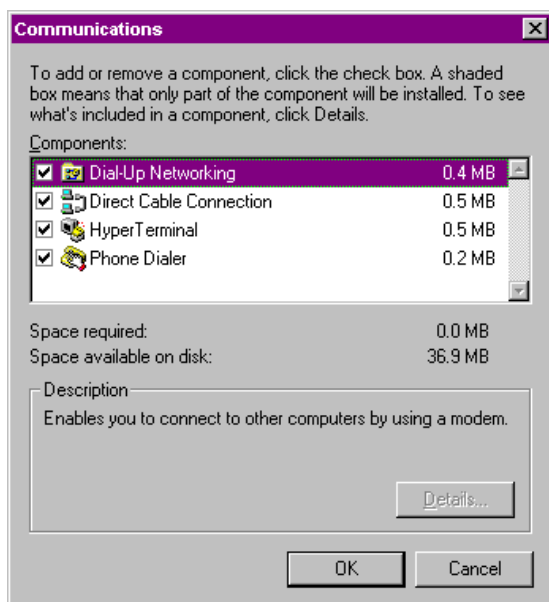 Communications
To add or remove a component, click the check box. A shaded
box means that only part of the component will be installed. To see
what's included in a component, click Details.
Components:
Dial-Up Networking 0.4 MB
Direct Cable Connection 0.5 MB
HyperTerminal 0.5 MB
Phone Dialer 0.2 MB
Space required: 0.0 MB
Space available on disk: 36.9 MB
Description
Enables you to connect to other computers by using a modem.
Details...
OK Cancel